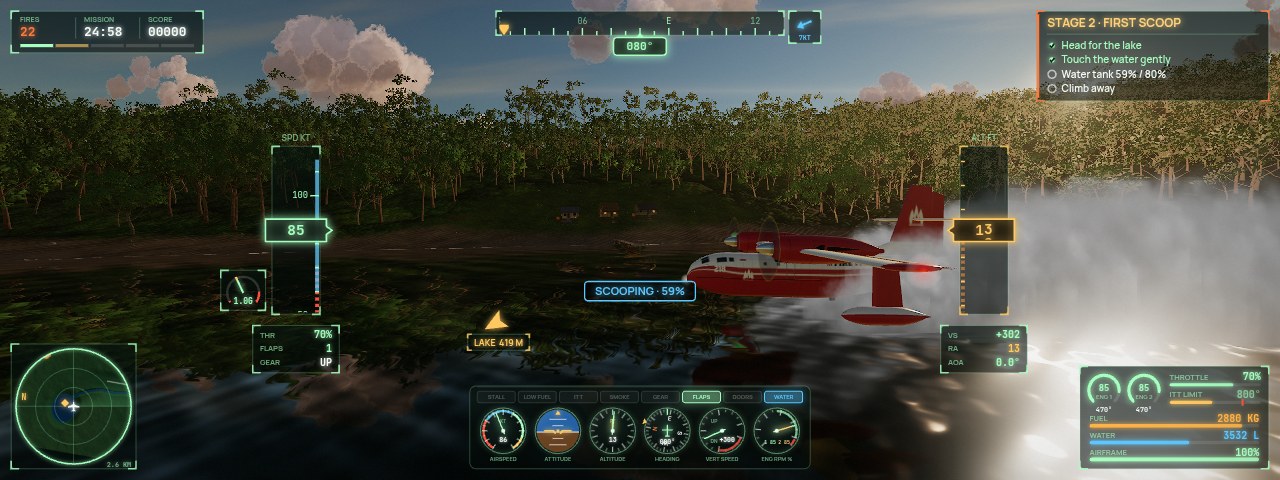 FIRES MISSION SCORE
22 24:58 00000
06 E 12
080°
7KT
STAGE 2 · FIRST SCOOP
Head for the lake
Touch the water gently
Water tank 59% / 80%
Climb away
SPD KT
100
85
1.0G
THR 70%
FLAPS 1
GEAR UP
ALT FT
13
SCOOPING · 59%
LAKE 419 M
VS +302
RA 13
AOA 0.0°
N
2.6 KM
STALL LOW FUEL ITT SMOKE GEAR FLAPS DODGE WATER
86 13 +300
AIRSPEED ATTITUDE ALTITUDE HEADING VERT SPEED ENG RPM %
85 ENG 1 470°
85 ENG 2 470°
THROTTLE 70%
ITT LIMIT 800°
FUEL 2880 KG
WATER 3532 L
AIRFRAME 100%